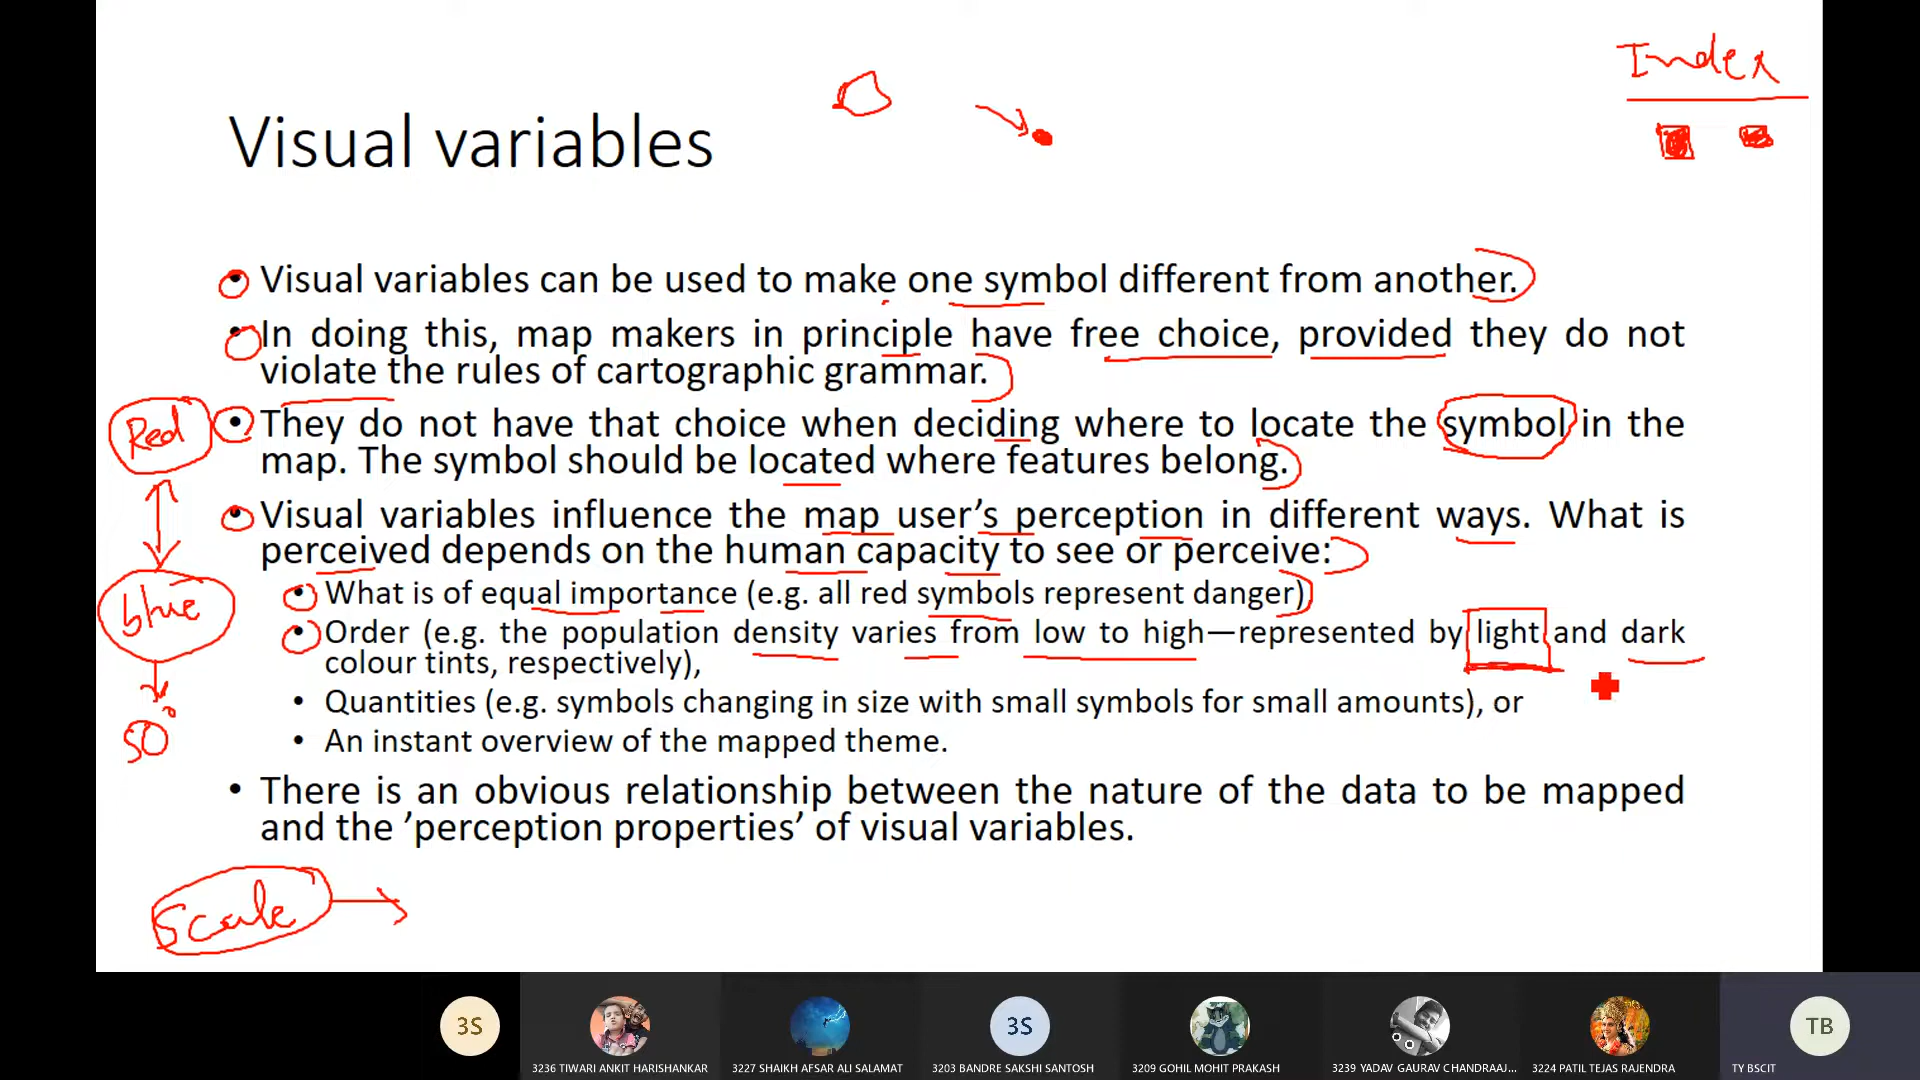 Index
Visual variables
• Visual variables can be used to make one symbol different from another.
• In doing this, map makers in principle have free choice, provided they do not
violate the rules of cartographic grammar.
Red
• They do not have that choice when deciding where to locate the symbol in the
map. The symbol should be located where features belong.
• Visual variables influence the map user’s perception in different ways. What is
perceived depends on the human capacity to see or perceive:
blue
• What is of equal importance (e.g. all red symbols represent danger)
• Order (e.g. the population density varies from low to high—represented by light and dark
colour tints, respectively),
• Quantities (e.g. symbols changing in size with small symbols for small amounts), or
50°
• An instant overview of the mapped theme.
• There is an obvious relationship between the nature of the data to be mapped
and the ’perception properties’ of visual variables.
Scale
3S
3S
TB
3236 TIWARI ANKIT HARISHANKAR
3227 SHAIKH AFSAR ALI SALAMAT
3203 BANDRE SAKSHI SANTOSH
3209 GOHIL MOHIT PRAKASH
3239 YADAV GAURAV CHANDRAAJ...
3224 PATIL TEJAS RAJENDRA
TY BSCIT